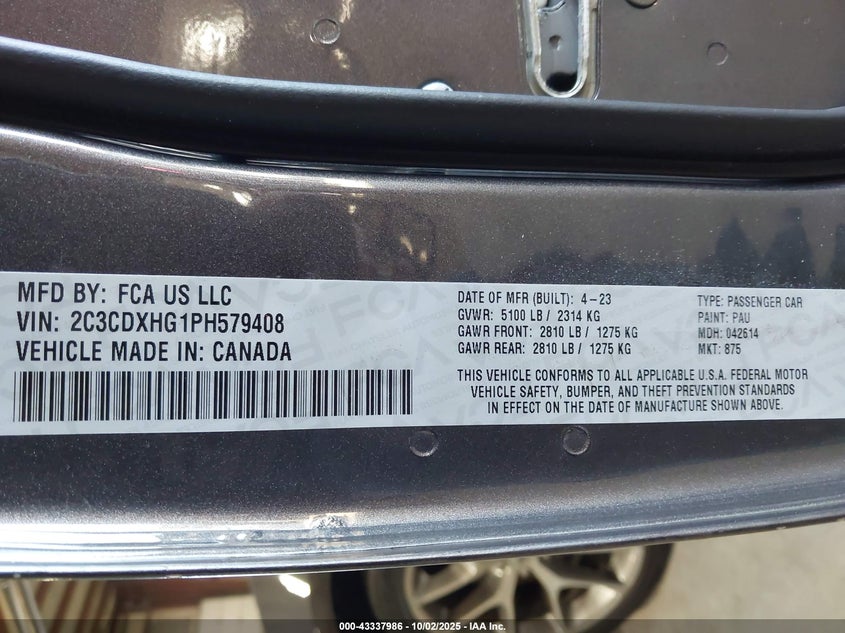 MFD BY: FCA US LLC
VIN: 2C3CDXHG1PH579408
VEHICLE MADE IN: CANADA
DATE OF MFR (BUILT): 4-23
GVWR: 5100 LB / 2314 KG
GAWR FRONT: 2810 LB / 1275 KG
GAWR REAR: 2810 LB / 1275 KG
TYPE: PASSENGER CAR
PAINT: PAU
MDH: 042614
MKT: 875
THIS VEHICLE CONFORMS TO ALL APPLICABLE U.S.A. FEDERAL MOTOR
VEHICLE SAFETY, BUMPER, AND THEFT PREVENTION STANDARDS
IN EFFECT ON THE DATE OF MANUFACTURE SHOWN ABOVE.
000-43337986 - 10/02/2025 - IAA Inc.